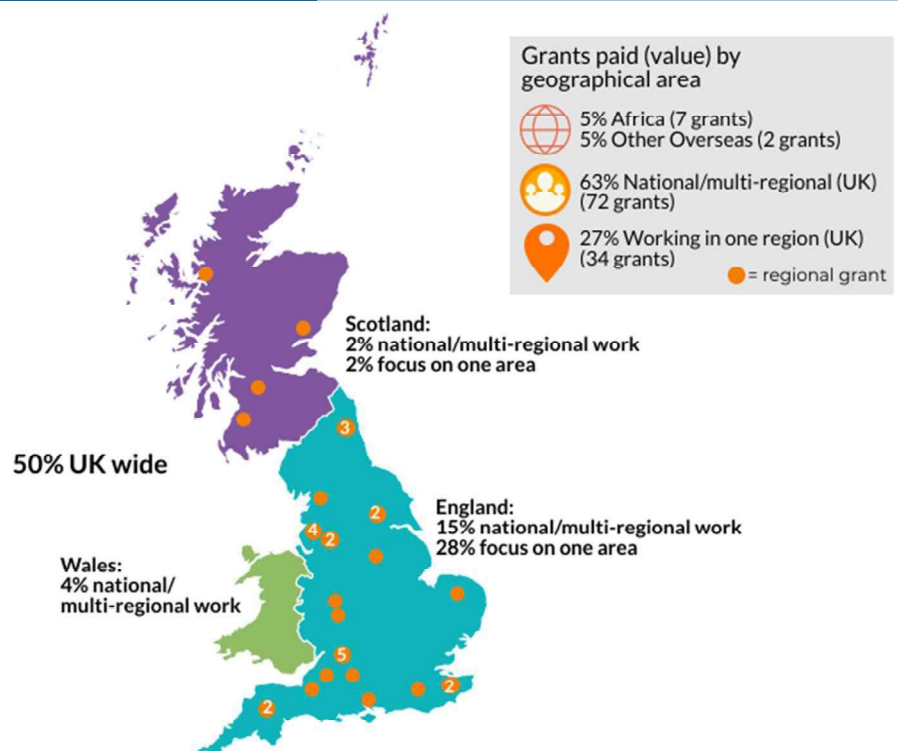 Grants paid (value) by
geographical area
5% Africa (7 grants)
5% Other Overseas (2 grants)
63% National/multi-regional (UK)
(72 grants)
27% Working in one region (UK)
(34 grants)
= regional grant
Scotland:
2% national/multi-regional work
2% focus on one area
3
50% UK wide
2
4
2
England:
15% national/multi-regional work
28% focus on one area
Wales:
4% national/
multi-regional work
5
2
2